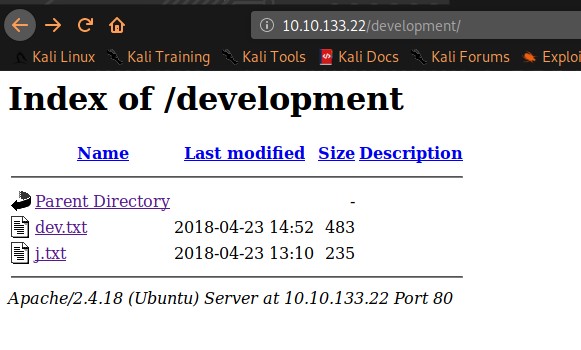 10.10.133.22/development/
Kali Linux Kali Training Kali Tools Kali Docs Kali Forums Exploi
Index of /development
Name Last modified Size Description
Parent Directory -
dev.txt 2018-04-23 14:52 483
j.txt 2018-04-23 13:10 235
Apache/2.4.18 (Ubuntu) Server at 10.10.133.22 Port 80